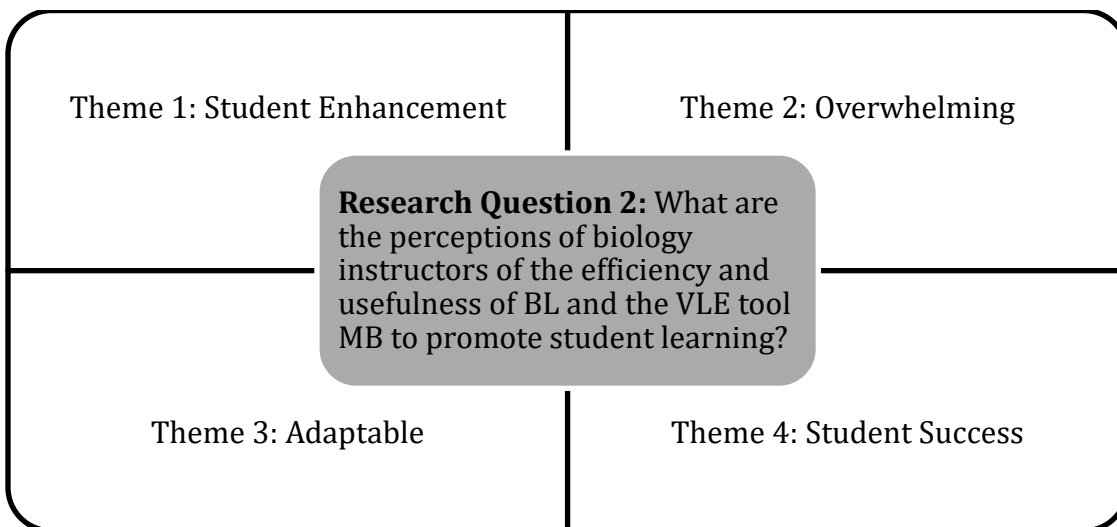 Theme 1: Student Enhancement
Theme 2: Overwhelming
Research Question 2: What are
the perceptions of biology
instructors of the efficiency and
usefulness of BL and the VLE tool
MB to promote student learning?
Theme 3: Adaptable
Theme 4: Student Success